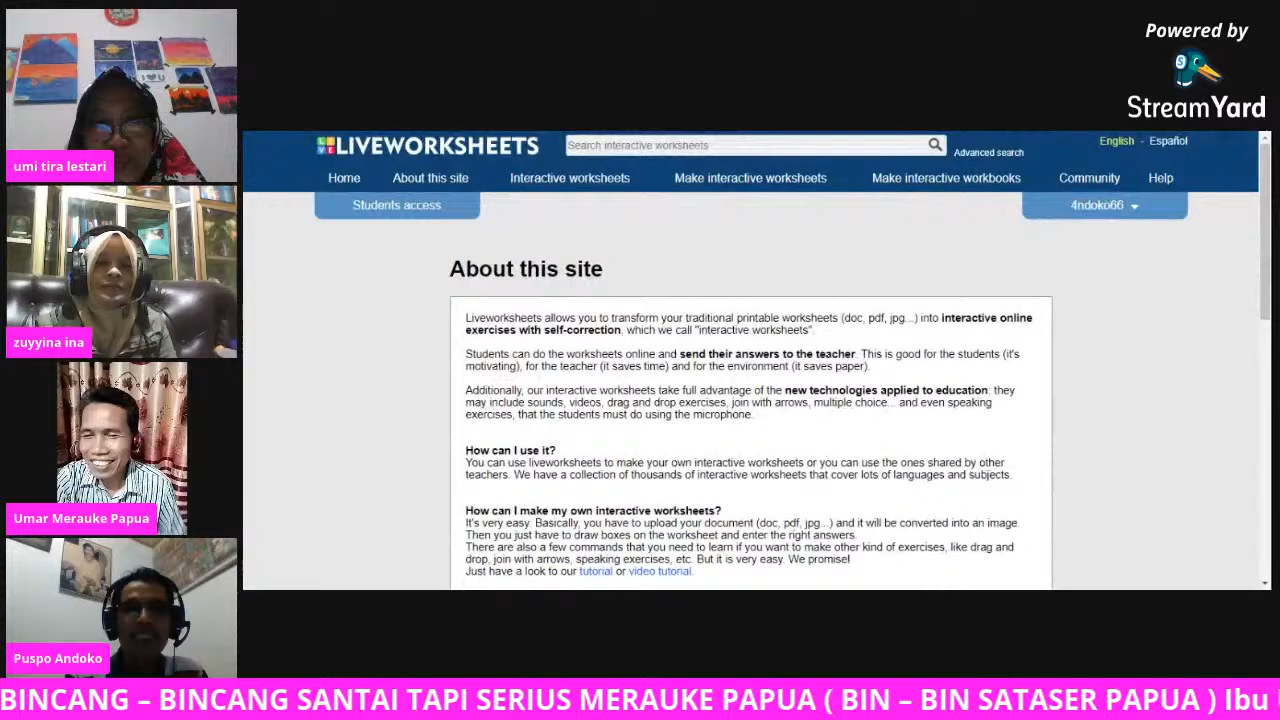 Powered by
StreamYard
I ❤ U
umi tira lestari
zuyyina ina
Umar Merauke Papua
Puspo Andoko
LIVE LIVEWORKSHEETS
Search interactive worksheets
Advanced search
English - Español
Home About this site Interactive worksheets Make interactive worksheets Make interactive workbooks Community Help
Students access
4ndoko66
About this site
Liveworksheets allows you to transform your traditional printable worksheets (doc, pdf, jpg...) into interactive online
exercises with self-correction, which we call "interactive worksheets".
Students can do the worksheets online and send their answers to the teacher. This is good for the students (it's
motivating), for the teacher (it saves time) and for the environment (it saves paper).
Additionally, our interactive worksheets take full advantage of the new technologies applied to education: they
may include sounds, videos, drag and drop exercises, join with arrows, multiple choice... and even speaking
exercises, that the students must do using the microphone.
How can I use it?
You can use liveworksheets to make your own interactive worksheets or you can use the ones shared by other
teachers. We have a collection of thousands of interactive worksheets that cover lots of languages and subjects.
How can I make my own interactive worksheets?
It's very easy. Basically, you have to upload your document (doc, pdf, jpg...) and it will be converted into an image.
Then you just have to draw boxes on the worksheet and enter the right answers.
There are also a few commands that you need to learn if you want to make other kind of exercises, like drag and
drop, join with arrows, speaking exercises, etc. But it is very easy. We promise!
Just have a look to our tutorial or video tutorial.
BINCANG – BINCANG SANTAI TAPI SERIUS MERAUKE PAPUA ( BIN – BIN SATASER PAPUA ) Ibu